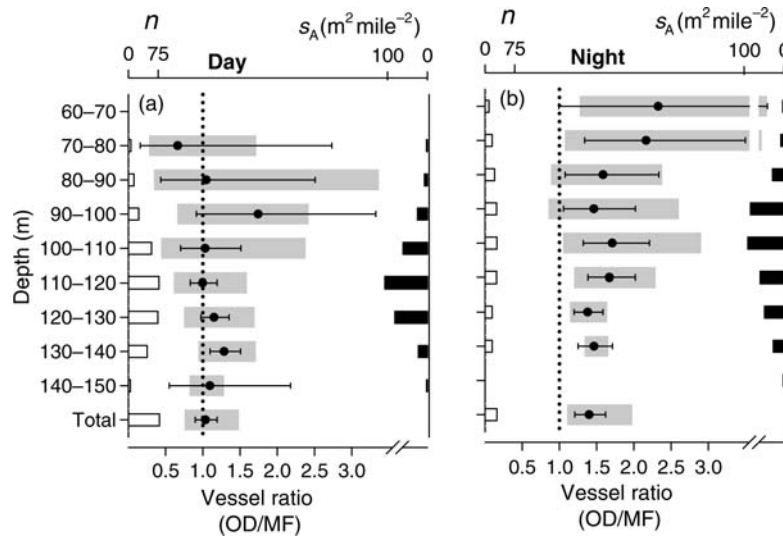 n
s_A (m² mile⁻²)
0 75
Day
100 0
(a)
60–70
70–80
80–90
90–100
100–110
110–120
120–130
130–140
140–150
Total
Depth (m)
0.5 1.0 1.5 2.0 2.5 3.0
Vessel ratio
(OD/MF)
n
s_A (m² mile⁻²)
0 75
Night
100 0
(b)
0.5 1.0 1.5 2.0 2.5 3.0
Vessel ratio
(OD/MF)